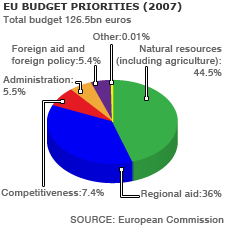 EU BUDGET PRIORITIES (2007)
Total budget 126.5bn euros
Other:0.01%
Foreign aid and
foreign policy:5.4%
Natural resources
(including agriculture):
44.5%
Administration:
5.5%
Competitiveness:7.4%
Regional aid:36%
SOURCE: European Commission